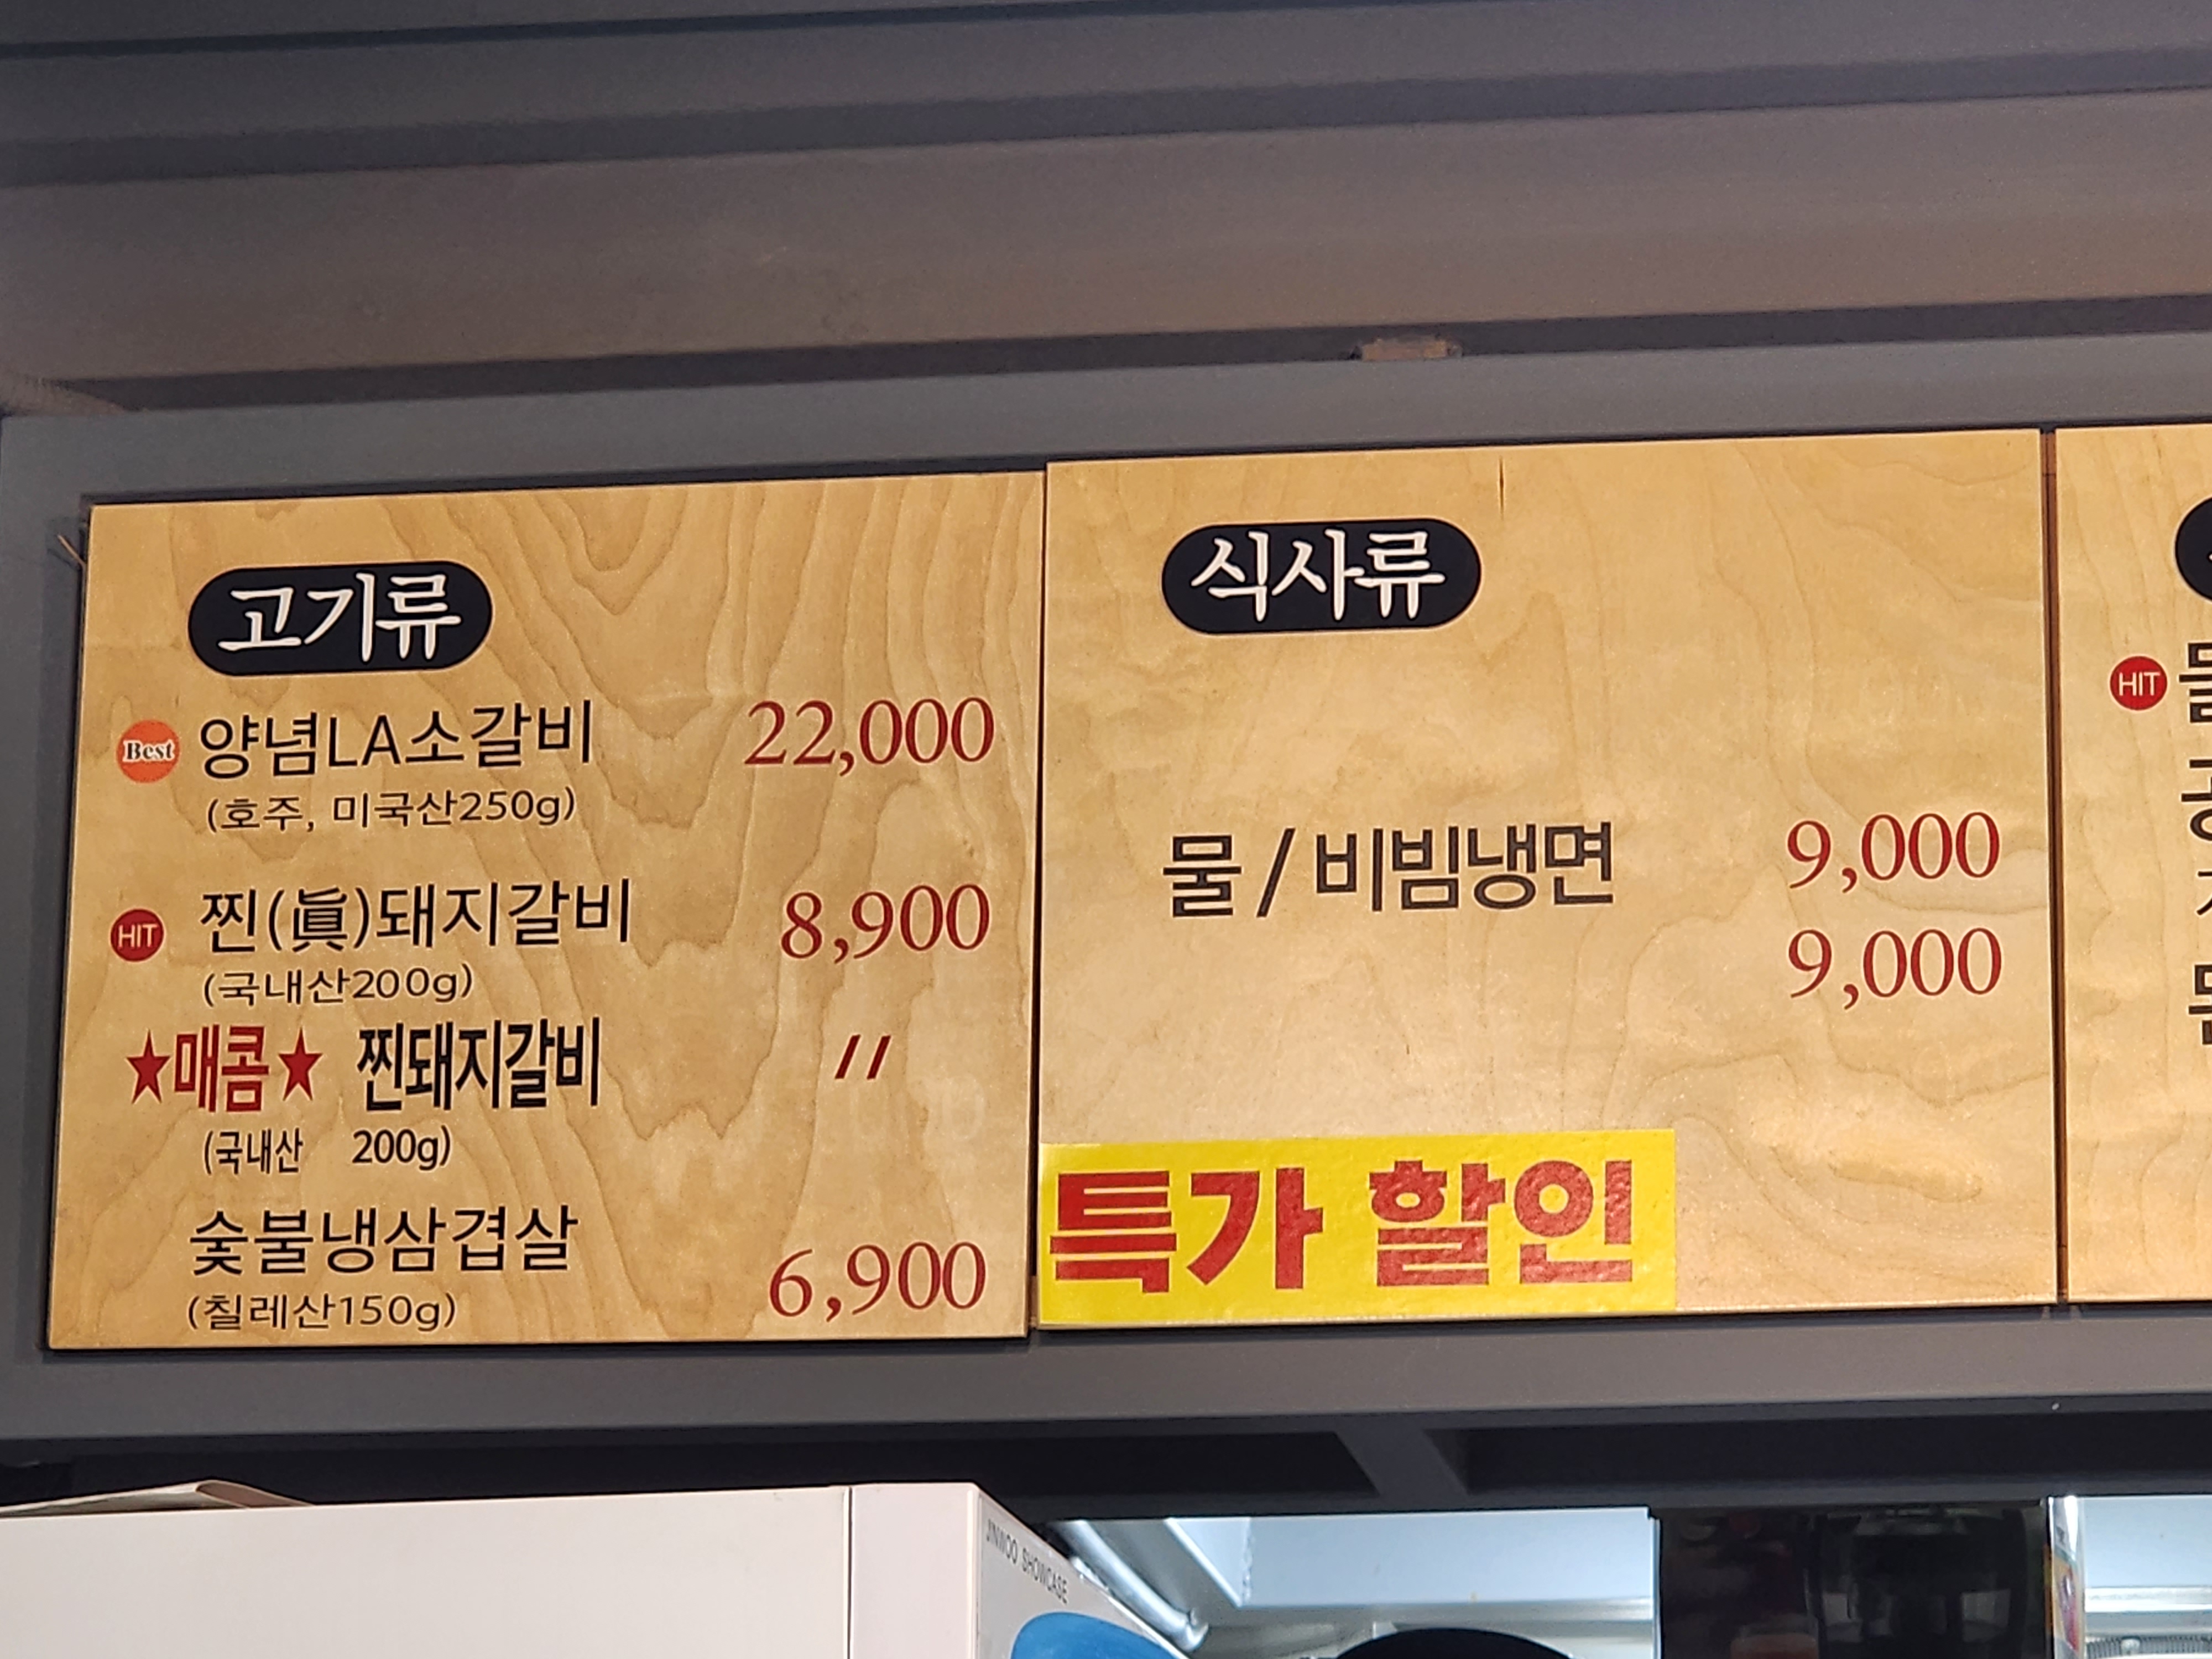 고기류
Best 양념LA소갈비 22,000
(호주, 미국산250g)
HIT 찐(眞)돼지갈비 8,900
(국내산200g)
★매콤★ 찐돼지갈비 〃
(국내산 200g)
숯불냉삼겹살 6,900
(칠레산150g)
식사류
물 / 비빔냉면 9,000
9,000
특가 할인
HIT
JINWOO SHOWCASE